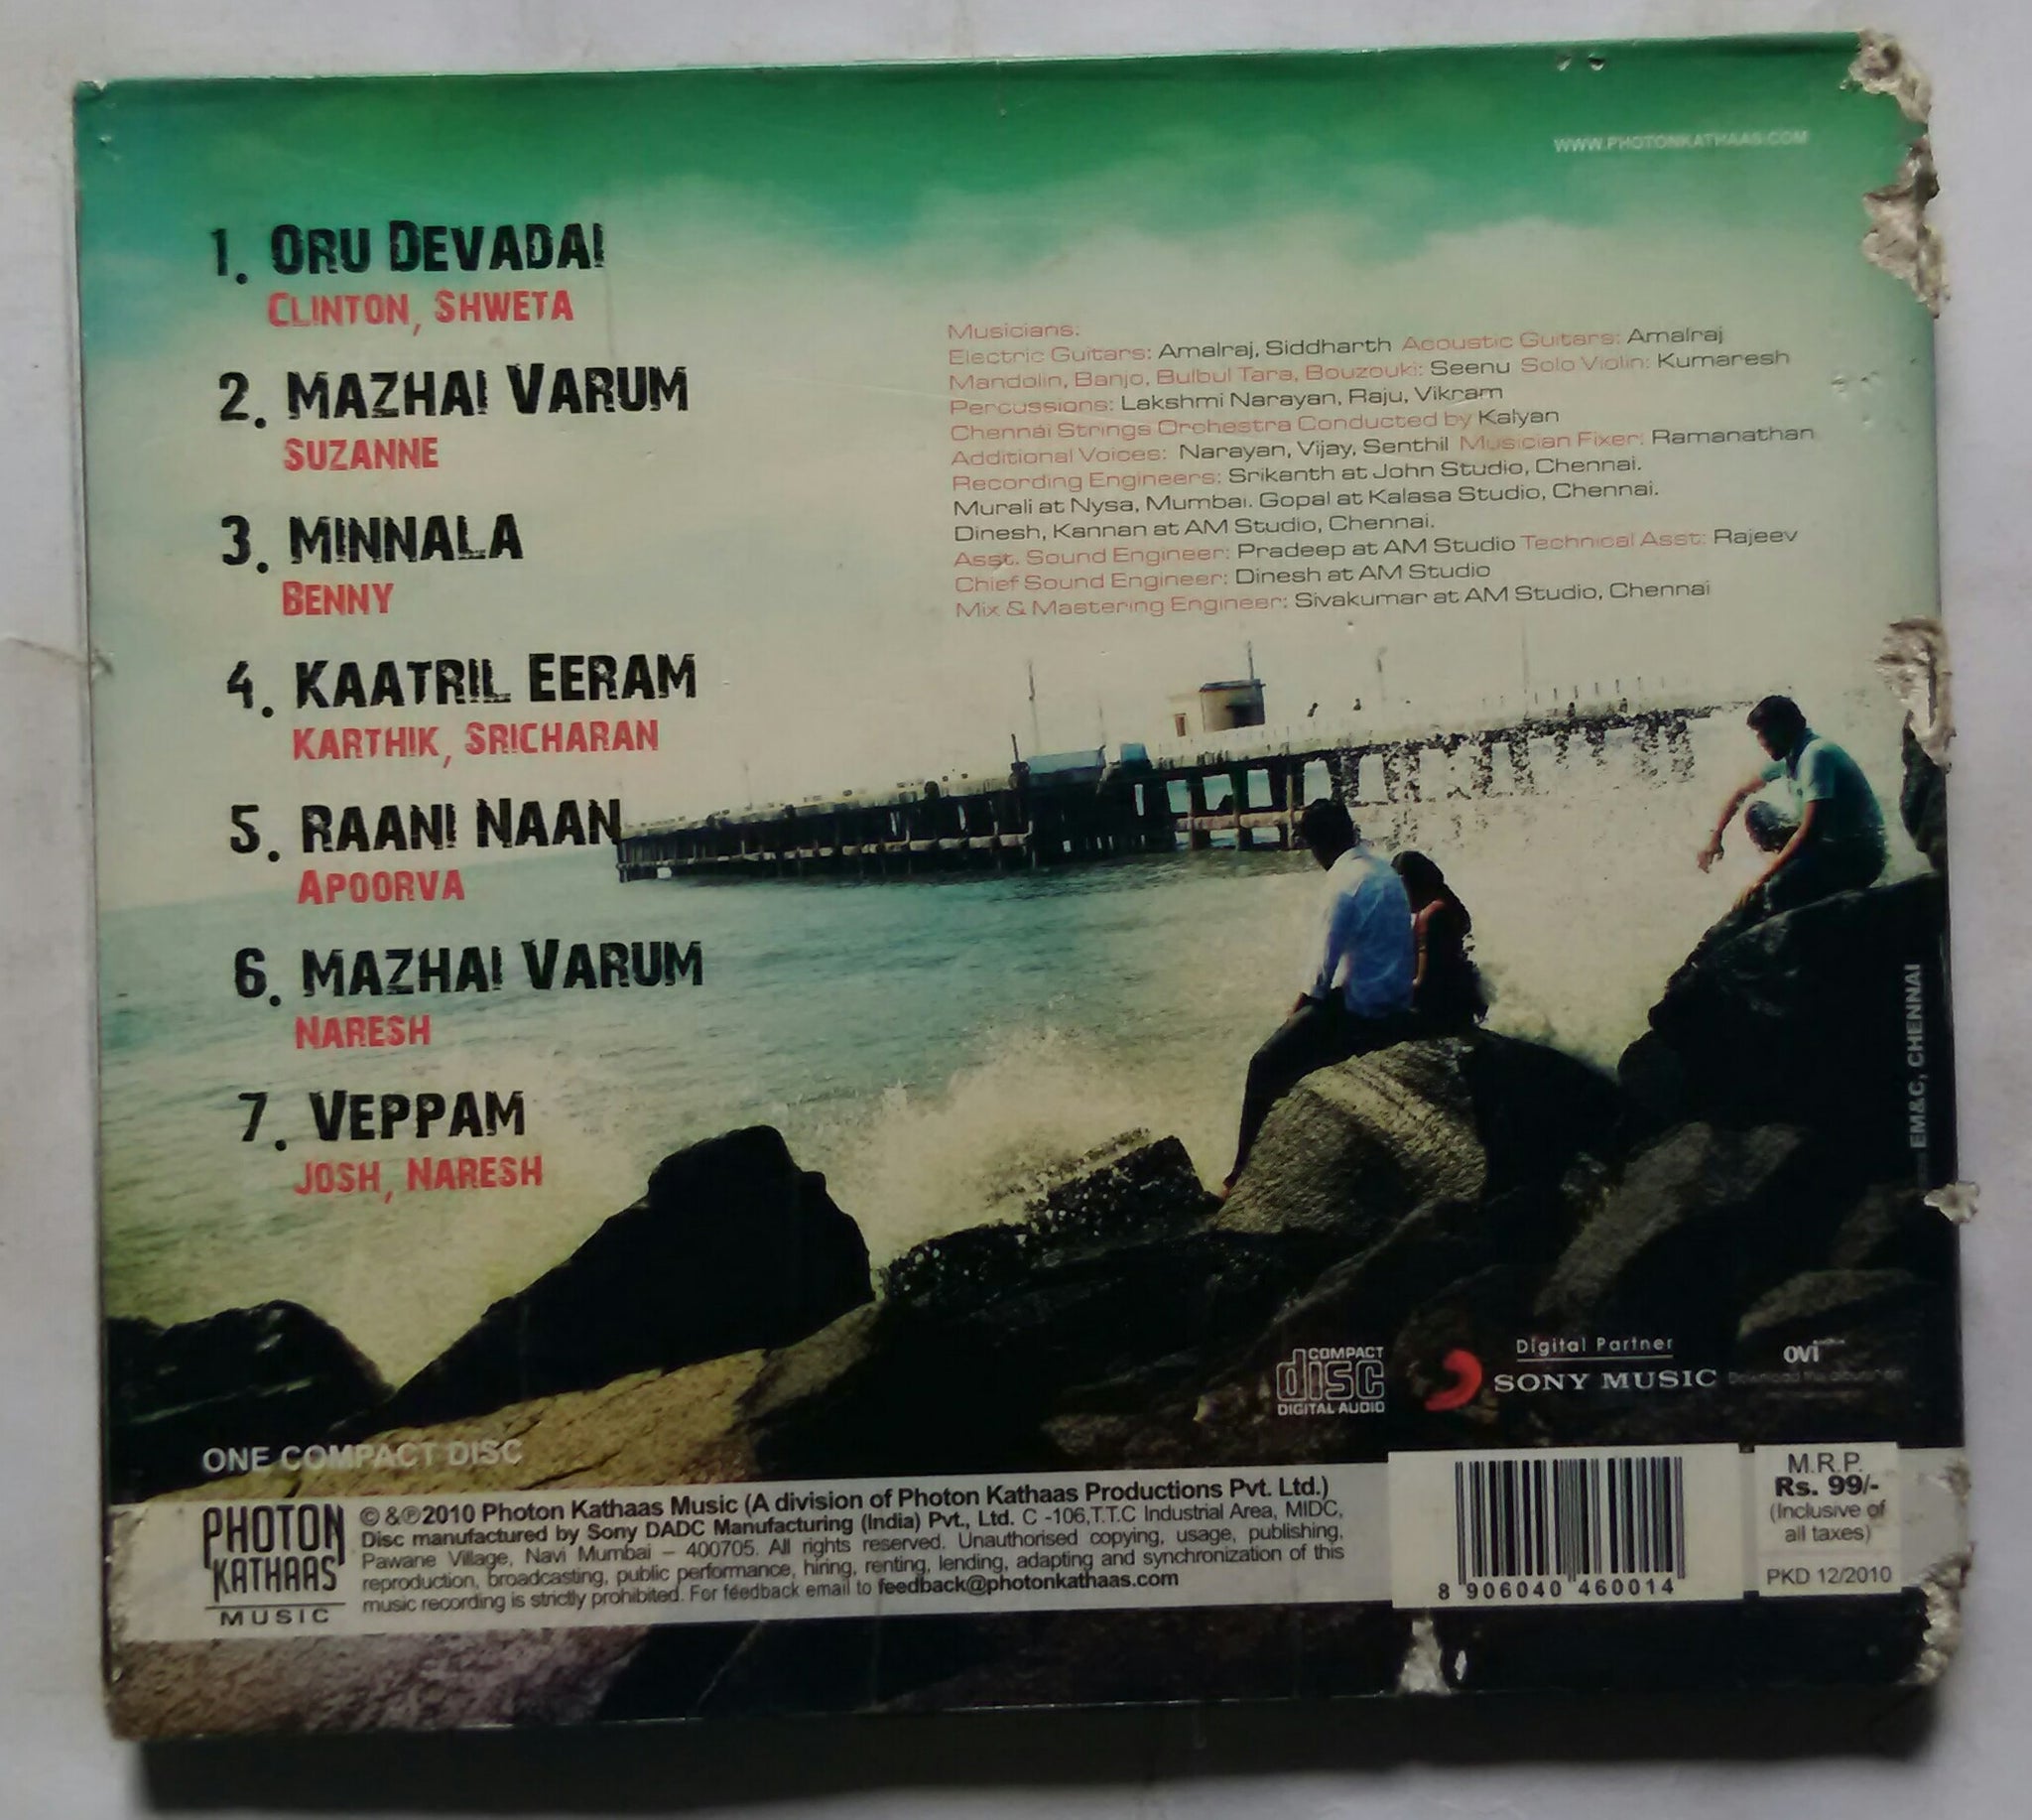 WWW.PHOTONKATHAAS.COM
1. ORU DEVADAI
CLINTON, SHWETA
2. MAZHAI VARUM
SUZANNE
3. MINNALA
BENNY
4. KAATRIL EERAM
KARTHIK, SRICHARAN
5. RAANI NAAN
APOORVA
6. MAZHAI VARUM
NARESH
7. VEPPAM
JOSH, NARESH
Musicians:
Electric Guitars: Amalraj, Siddharth Acoustic Guitars: Amalraj
Mandolin, Banjo, Bulbul Tara, Bouzouki: Seenu Solo Violin: Kumaresh
Percussions: Lakshmi Narayan, Raju, Vikram
Chennai Strings Orchestra Conducted by Kalyan
Additional Voices: Narayan, Vijay, Senthil Musician Fixer: Ramanathan
Recording Engineers: Srikanth at John Studio, Chennai.
Murali at Nysa, Mumbai. Gopal at Kalasa Studio, Chennai.
Dinesh, Kannan at AM Studio, Chennai.
Asst. Sound Engineer: Pradeep at AM Studio Technical Asst: Rajeev
Chief Sound Engineer: Dinesh at AM Studio
Mix & Mastering Engineer: Sivakumar at AM Studio, Chennai
EM&C, CHENNAI
COMPACT
disc
DIGITAL AUDIO
Digital Partner
SONY MUSIC
ovi
Download this album on
ONE COMPACT DISC
PHOTON
KATHAAS
MUSIC
© &℗2010 Photon Kathaas Music (A division of Photon Kathaas Productions Pvt. Ltd.)
Disc manufactured by Sony DADC Manufacturing (India) Pvt., Ltd. C -106,T.T.C Industrial Area, MIDC,
Pawane Village, Navi Mumbai – 400705. All rights reserved. Unauthorised copying, usage, publishing,
reproduction, broadcasting, public performance, hiring, renting, lending, adapting and synchronization of this
music recording is strictly prohibited. For feedback email to feedback@photonkathaas.com
8 906040 460014
M.R.P.
Rs. 99/-
(Inclusive of
all taxes)
PKD 12/2010